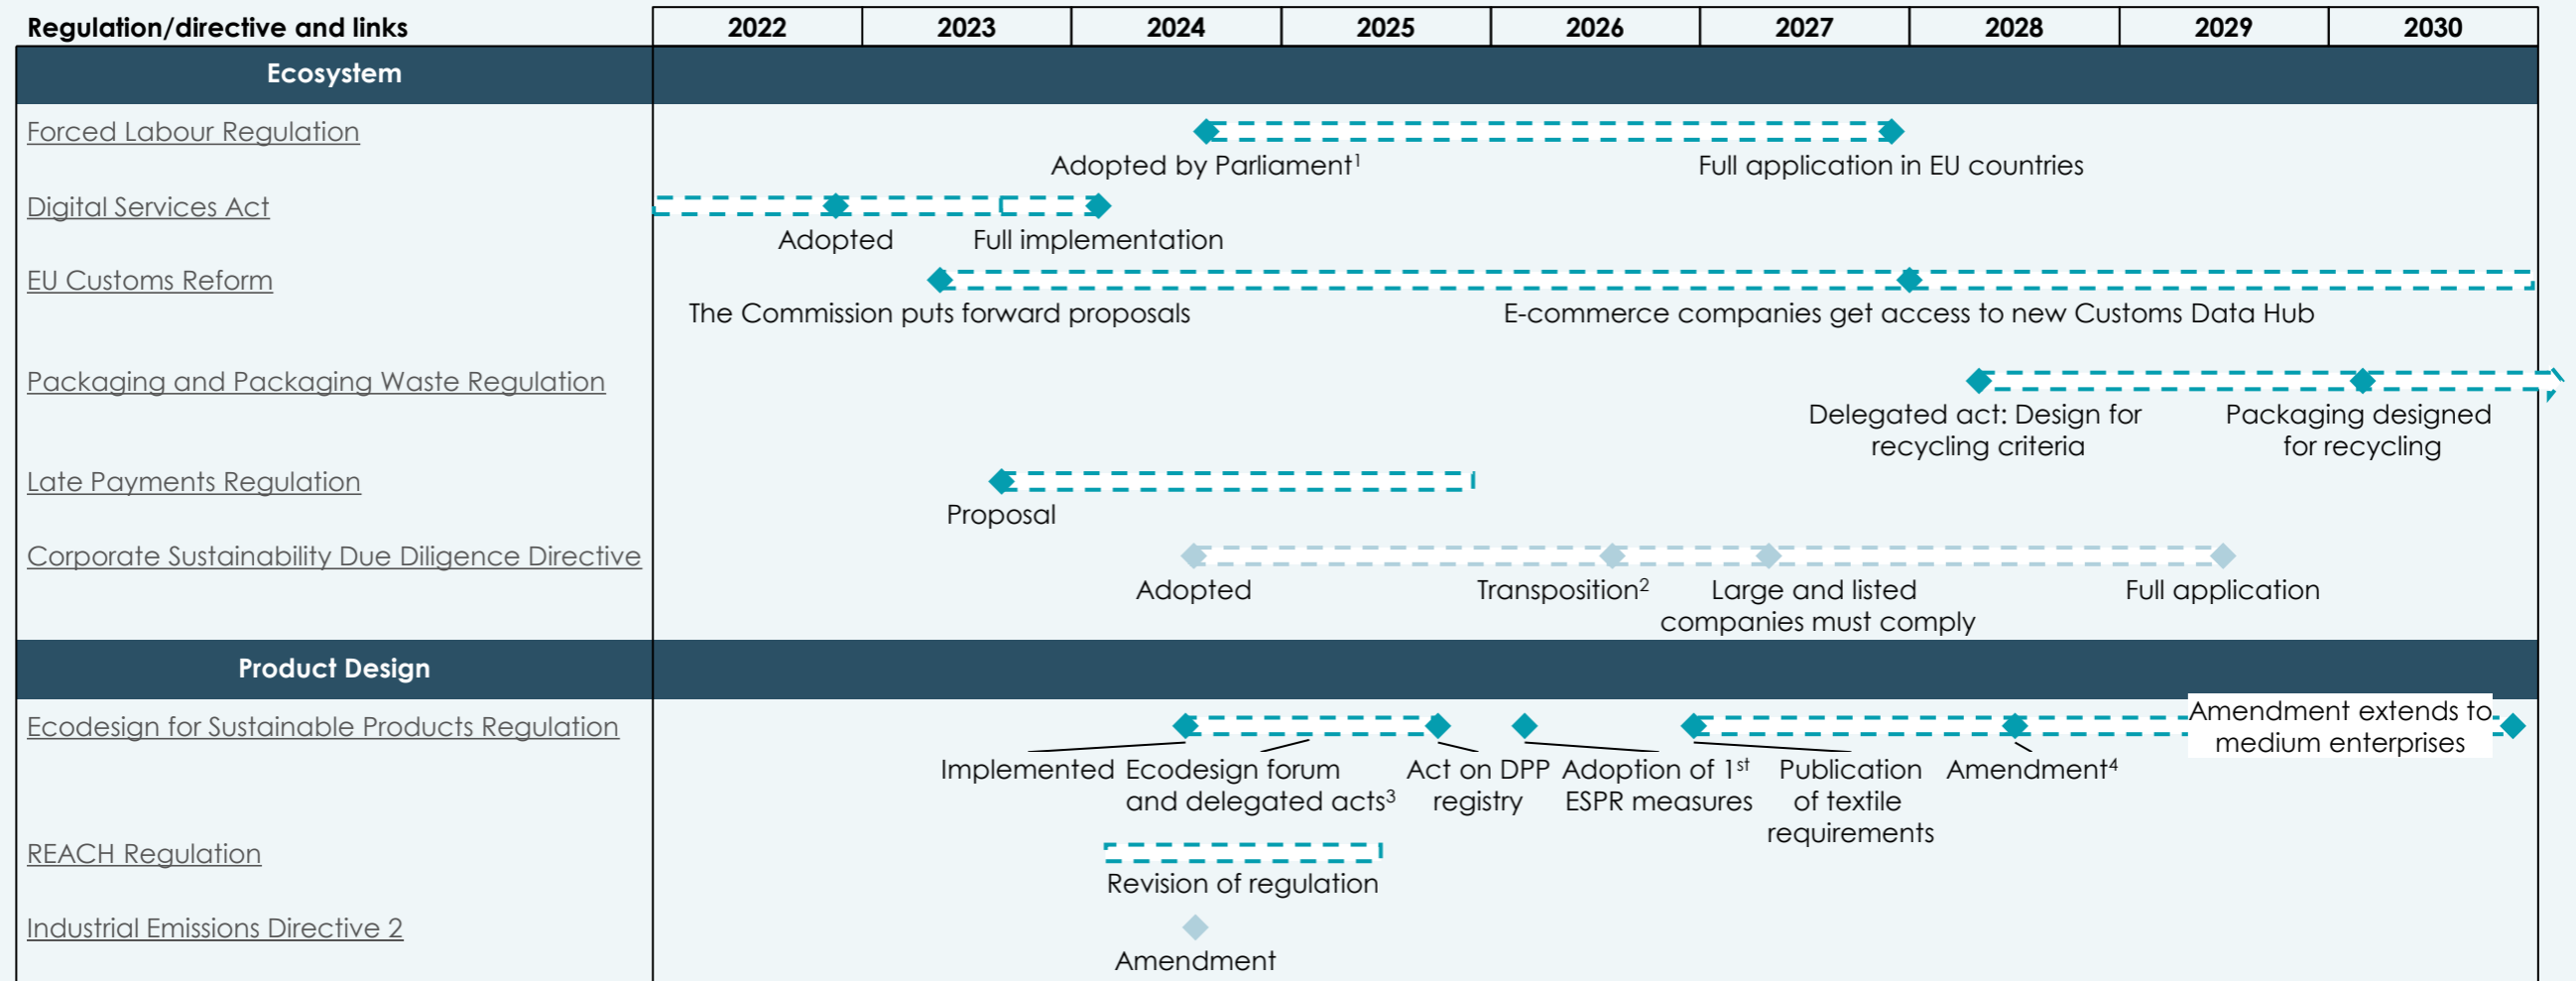 Regulation/directive and links 2022 2023 2024 2025 2026 2027 2028 2029 2030
Ecosystem
Forced Labour Regulation
Adopted by Parliament¹ Full application in EU countries
Digital Services Act
Adopted Full implementation
EU Customs Reform
The Commission puts forward proposals E-commerce companies get access to new Customs Data Hub
Packaging and Packaging Waste Regulation
Delegated act: Design for recycling criteria
Packaging designed for recycling
Late Payments Regulation
Proposal
Corporate Sustainability Due Diligence Directive
Adopted Transposition² Large and listed companies must comply Full application
Product Design
Ecodesign for Sustainable Products Regulation
Amendment extends to medium enterprises
Implemented
Ecodesign forum and delegated acts³
Act on DPP registry
Adoption of 1st ESPR measures
Publication of textile requirements
Amendment⁴
REACH Regulation
Revision of regulation
Industrial Emissions Directive 2
Amendment